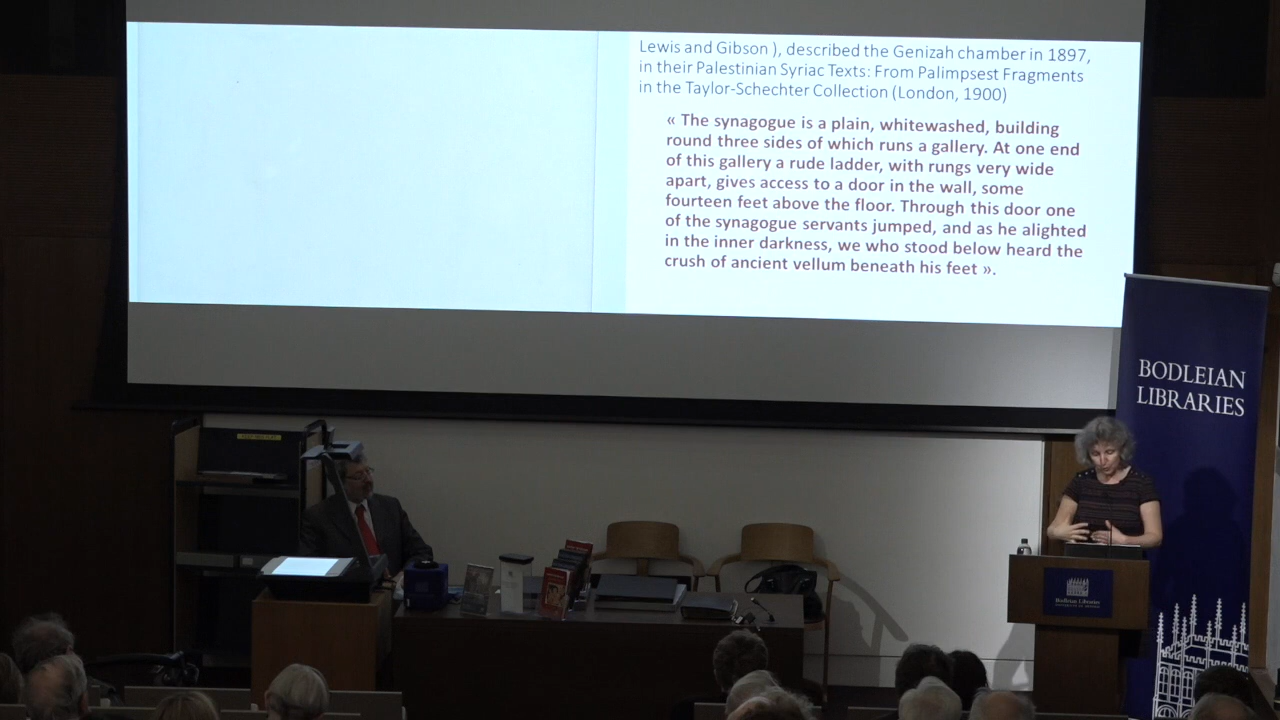 Lewis and Gibson ), described the Genizah chamber in 1897,
in their Palestinian Syriac Texts: From Palimpsest Fragments
in the Taylor-Schechter Collection (London, 1900)
« The synagogue is a plain, whitewashed, building
round three sides of which runs a gallery. At one end
of this gallery a rude ladder, with rungs very wide
apart, gives access to a door in the wall, some
fourteen feet above the floor. Through this door one
of the synagogue servants jumped, and as he alighted
in the inner darkness, we who stood below heard the
crush of ancient vellum beneath his feet ».
BODLEIAN
LIBRARIES
Bodleian Libraries
UNIVERSITY OF OXFORD